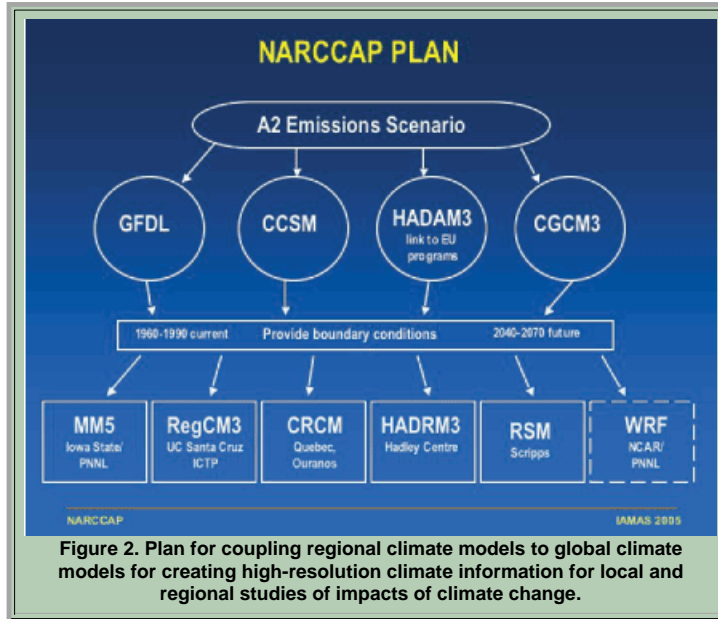 NARCCAP PLAN
A2 Emissions Scenario
GFDL
CCSM
HADAM3
link to EU
programs
CGCM3
1960-1990 current
Provide boundary conditions
2040-2070 future
MM5
Iowa State/
PNNL
RegCM3
UC Santa Cruz
ICTP
CRCM
Quebec,
Ouranos
HADRM3
Hadley Centre
RSM
Scripps
WRF
NCAR/
PNNL
NARCCAP
IAMAS 2005
Figure 2. Plan for coupling regional climate models to global climate
models for creating high-resolution climate information for local and
regional studies of impacts of climate change.